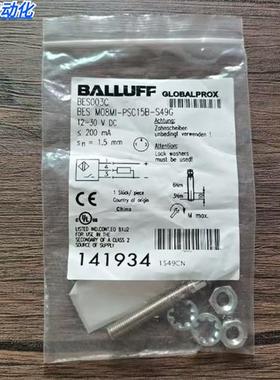 动化
BALLUFF GLOBALPROX
BES003C
BES M08MI-PSC15B-S49G
12-30 V DC
≤ 200 mA
sn = 1,5 mm
Achtung:
Zahnscheiben
unbedingt verwenden !
Attention:
Lock washers
must be used!
1 Stück/ piece
Country of origin
China
M max.
LISTED IND.CONT.EQ 81U2
FOR USE IN THE
SECONDARY OF A CLASS 2
SOURCE OF SUPPLY
141934
1549CN